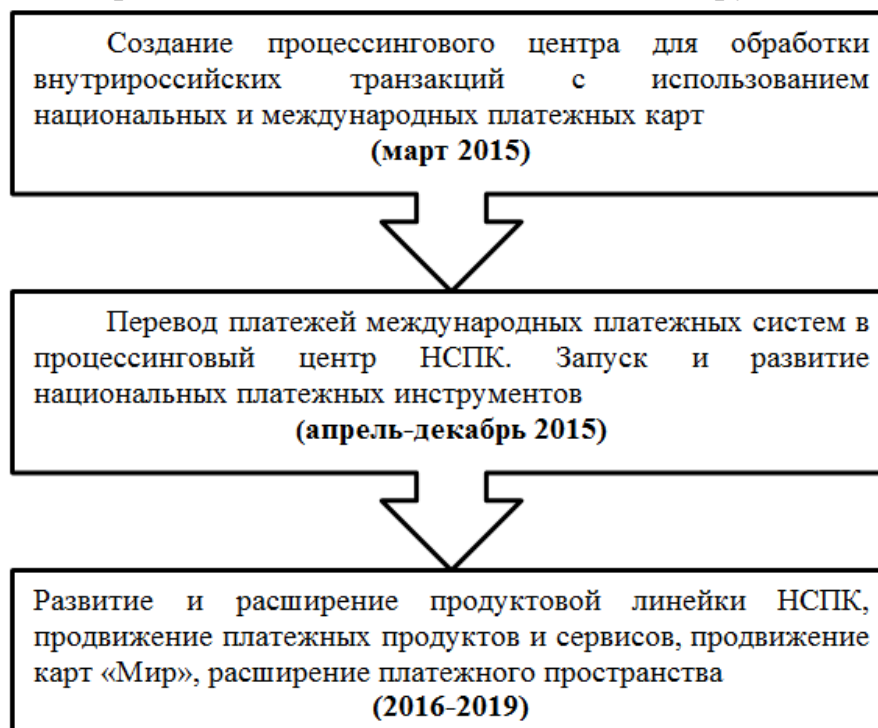 Создание процессингового центра для обработки
внутрироссийских транзакций с использованием
национальных и международных платежных карт
(март 2015)
Перевод платежей международных платежных систем в
процессинговый центр НСПК. Запуск и развитие
национальных платежных инструментов
(апрель-декабрь 2015)
Развитие и расширение продуктовой линейки НСПК,
продвижение платежных продуктов и сервисов, продвижение
карт «Мир», расширение платежного пространства
(2016-2019)